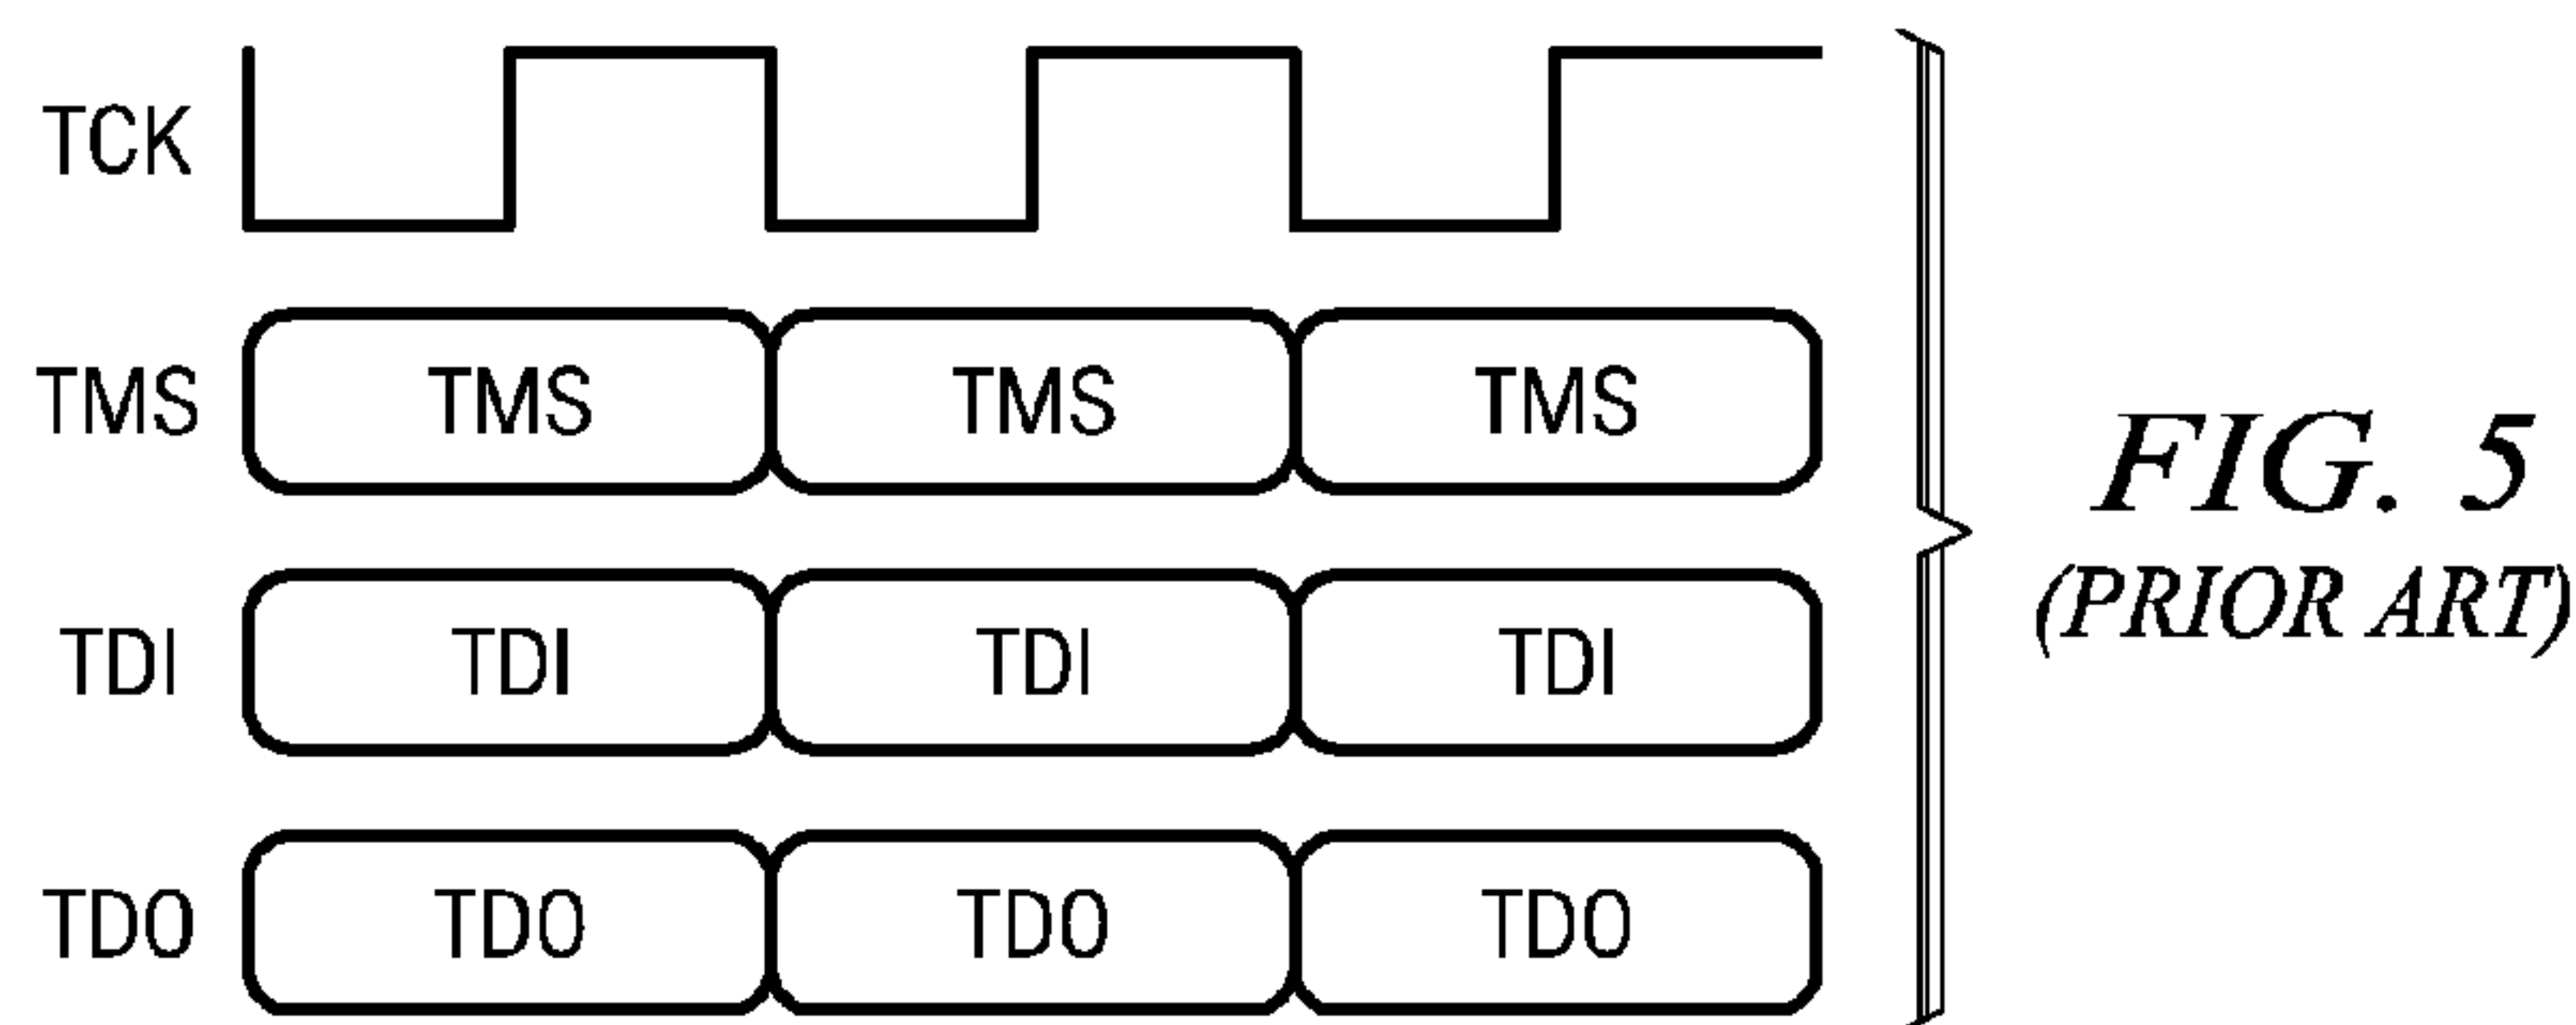 TCK
TMS TMS TMS TMS
TDI TDI TDI TDI
TDO TDO TDO TDO
FIG. 5
(PRIOR ART)